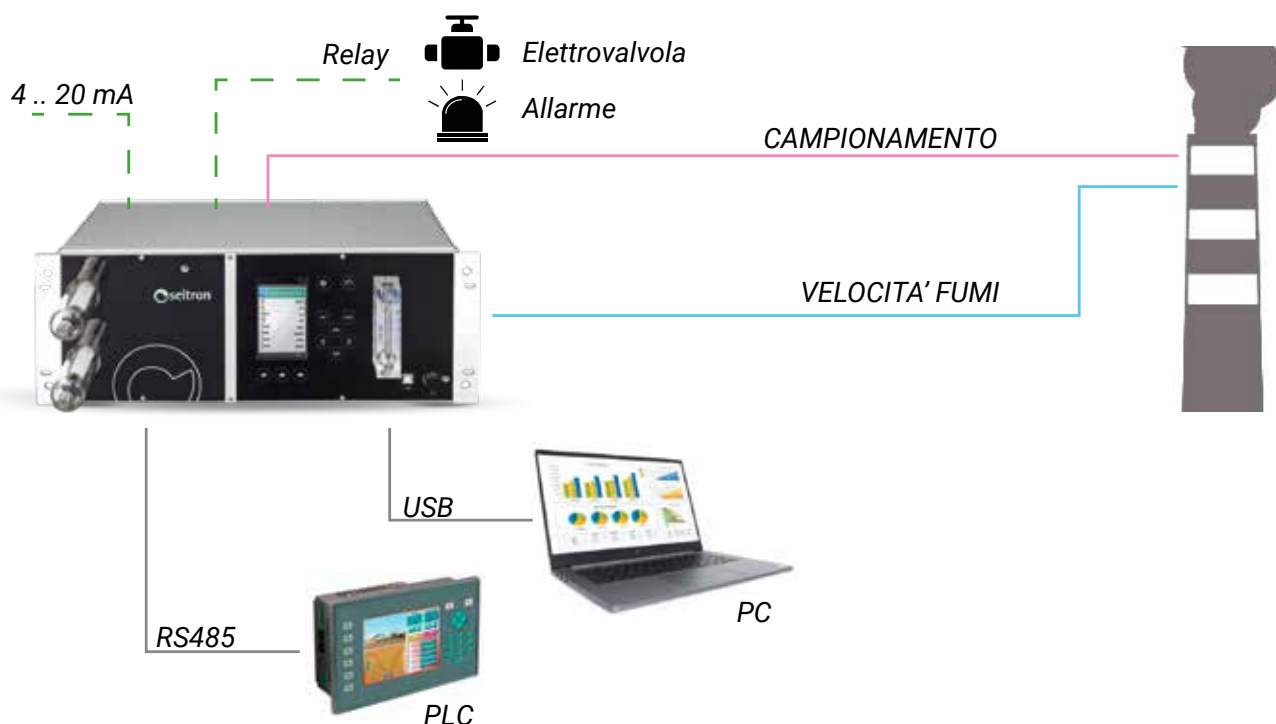 Relay
Elettrovalvola
4 .. 20 mA
Allarme
CAMPIONAMENTO
VELOCITA’ FUMI
seitron
USB
PC
RS485
PLC